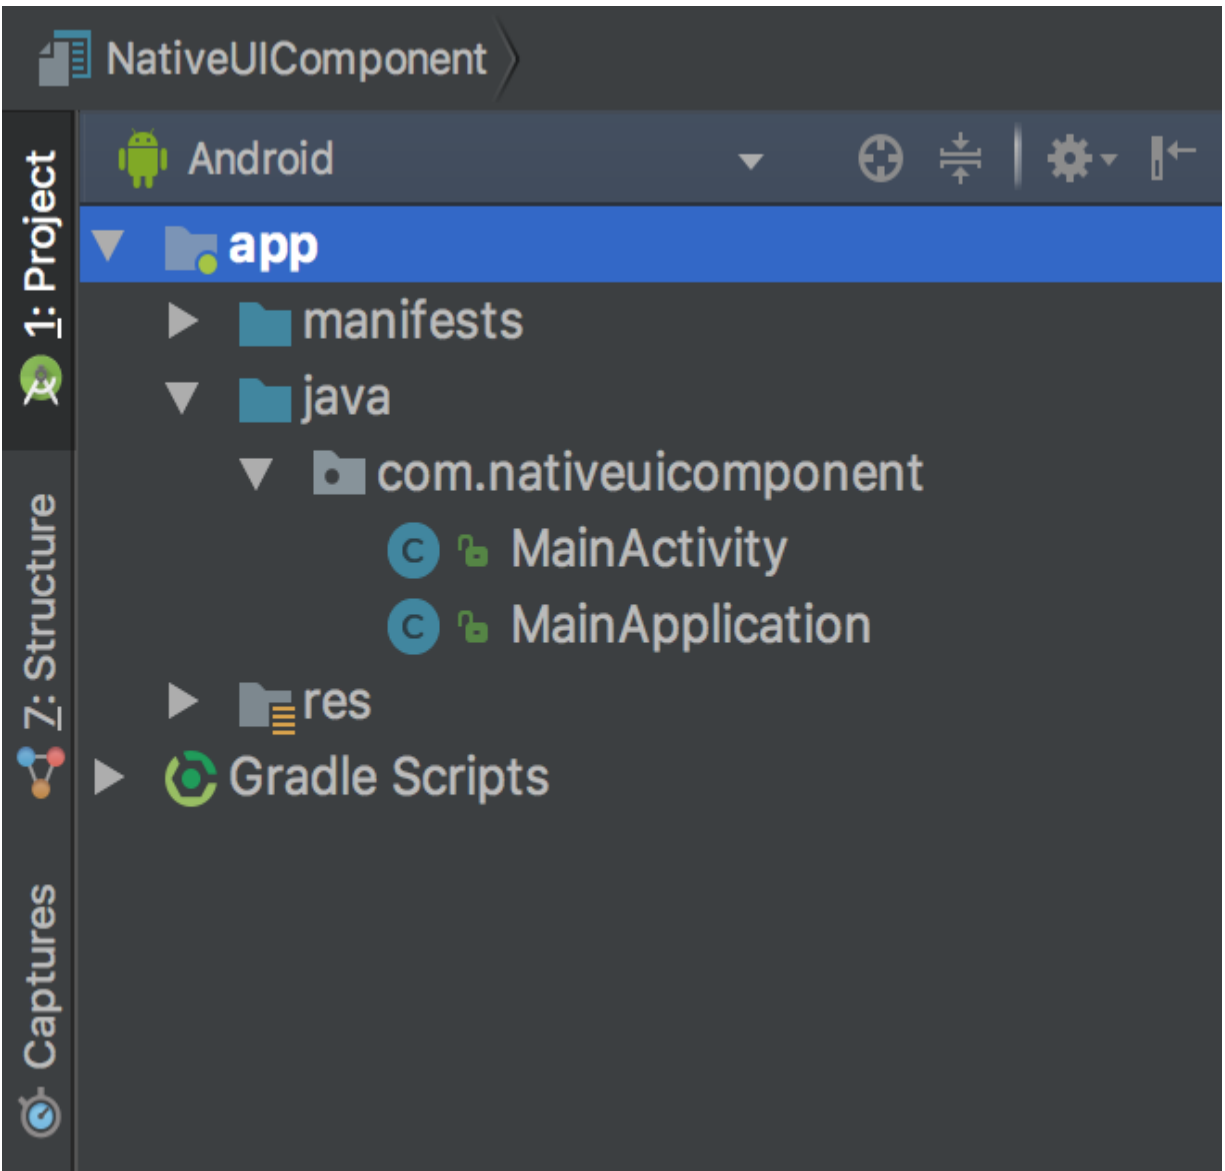 NativeUIComponent
Android
1: Project
app
manifests
java
com.nativeuicomponent
C MainActivity
C MainApplication
res
Gradle Scripts
7: Structure
Captures